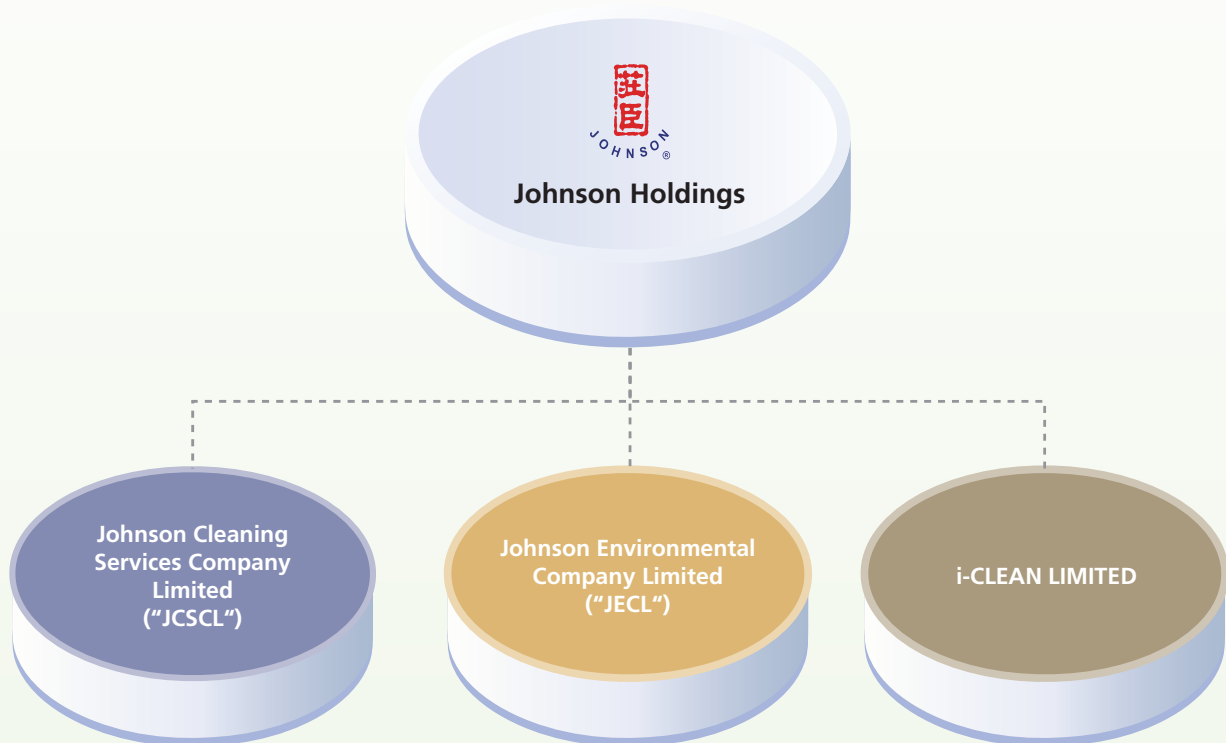 莊臣
JOHNSON®
Johnson Holdings
Johnson Cleaning
Services Company
Limited
(“JCSCL“)
Johnson Environmental
Company Limited
(“JECL“)
i-CLEAN LIMITED